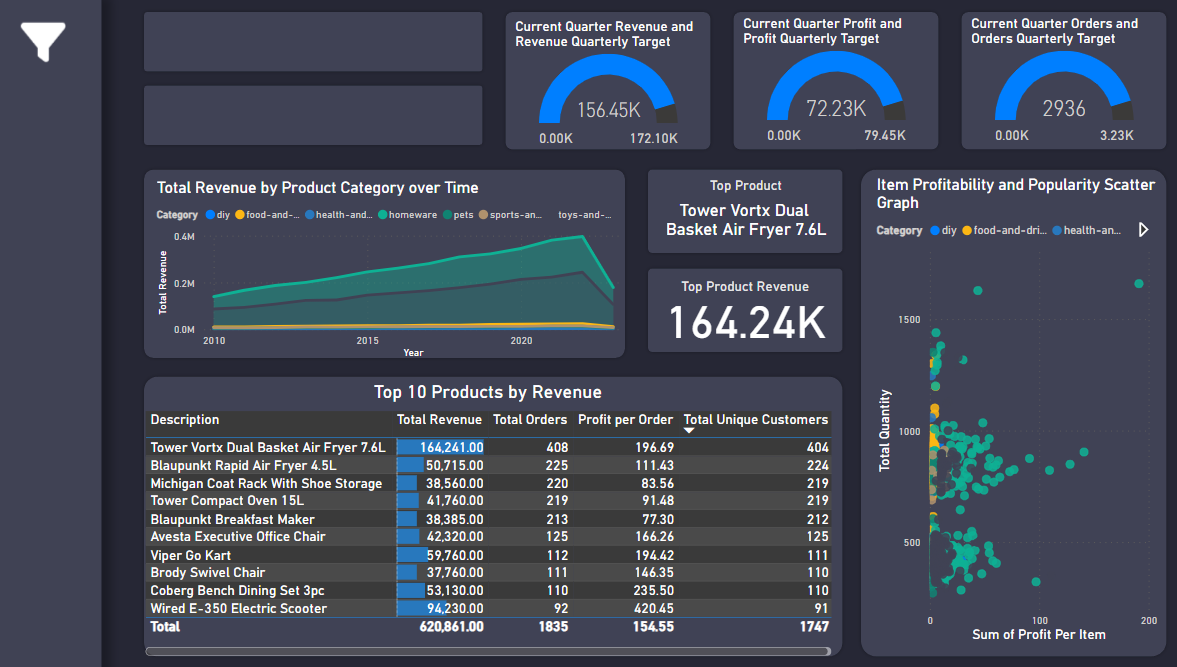 Current Quarter Revenue and
Revenue Quarterly Target
156.45K
0.00K 172.10K
Current Quarter Profit and
Profit Quarterly Target
72.23K
0.00K 79.45K
Current Quarter Orders and
Orders Quarterly Target
2936
0.00K 3.23K
Total Revenue by Product Category over Time
Category diy food-and-... health-and... homeware pets sports-an... toys-and-...
Total Revenue
0.4M
0.2M
0.0M
2010 2015 2020
Year
Top Product
Tower Vortx Dual
Basket Air Fryer 7.6L
Top Product Revenue
164.24K
Item Profitability and Popularity Scatter
Graph
Category diy food-and-dri... health-an...
Total Quantity
1500
1000
500
0 100 200
Sum of Profit Per Item
Top 10 Products by Revenue
Description Total Revenue Total Orders Profit per Order Total Unique Customers
Tower Vortx Dual Basket Air Fryer 7.6L 164,241.00 408 196.69 404
Blaupunkt Rapid Air Fryer 4.5L 50,715.00 225 111.43 224
Michigan Coat Rack With Shoe Storage 38,560.00 220 83.56 219
Tower Compact Oven 15L 41,760.00 219 91.48 219
Blaupunkt Breakfast Maker 38,385.00 213 77.30 212
Avesta Executive Office Chair 42,320.00 125 166.26 125
Viper Go Kart 59,760.00 112 194.42 111
Brody Swivel Chair 37,760.00 111 146.35 110
Coberg Bench Dining Set 3pc 53,130.00 110 235.50 110
Wired E-350 Electric Scooter 94,230.00 92 420.45 91
Total 620,861.00 1835 154.55 1747